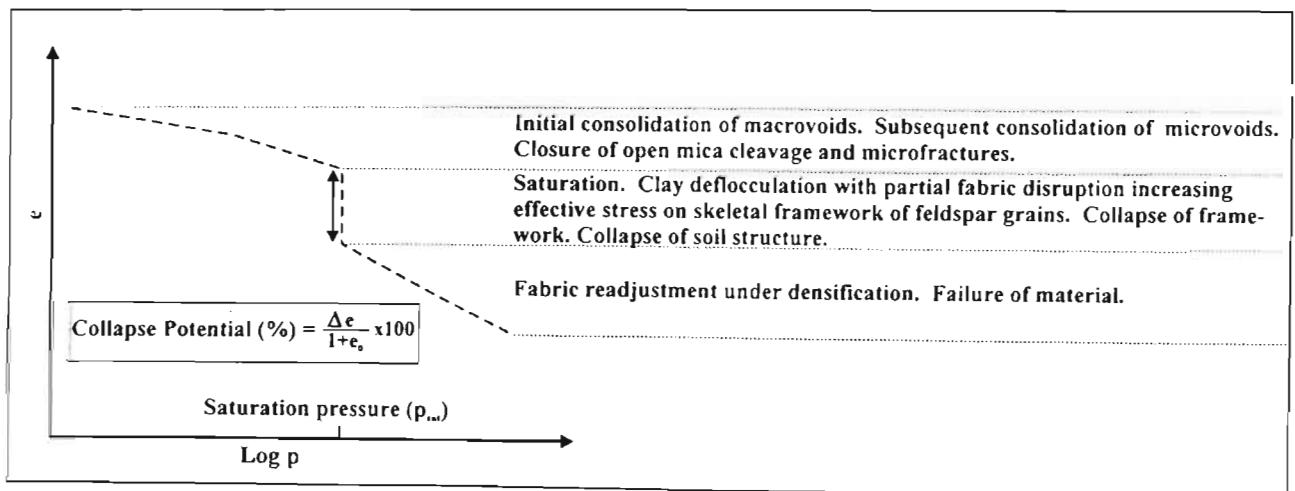 Initial consolidation of macrovoids. Subsequent consolidation of microvoids.
Closure of open mica cleavage and microfractures.
Saturation. Clay deflocculation with partial fabric disruption increasing
effective stress on skeletal framework of feldspar grains. Collapse of frame-
work. Collapse of soil structure.
e
Fabric readjustment under densification. Failure of material.
Collapse Potential (%) = Δe / 1+e₀ x100
Saturation pressure (p
Log p